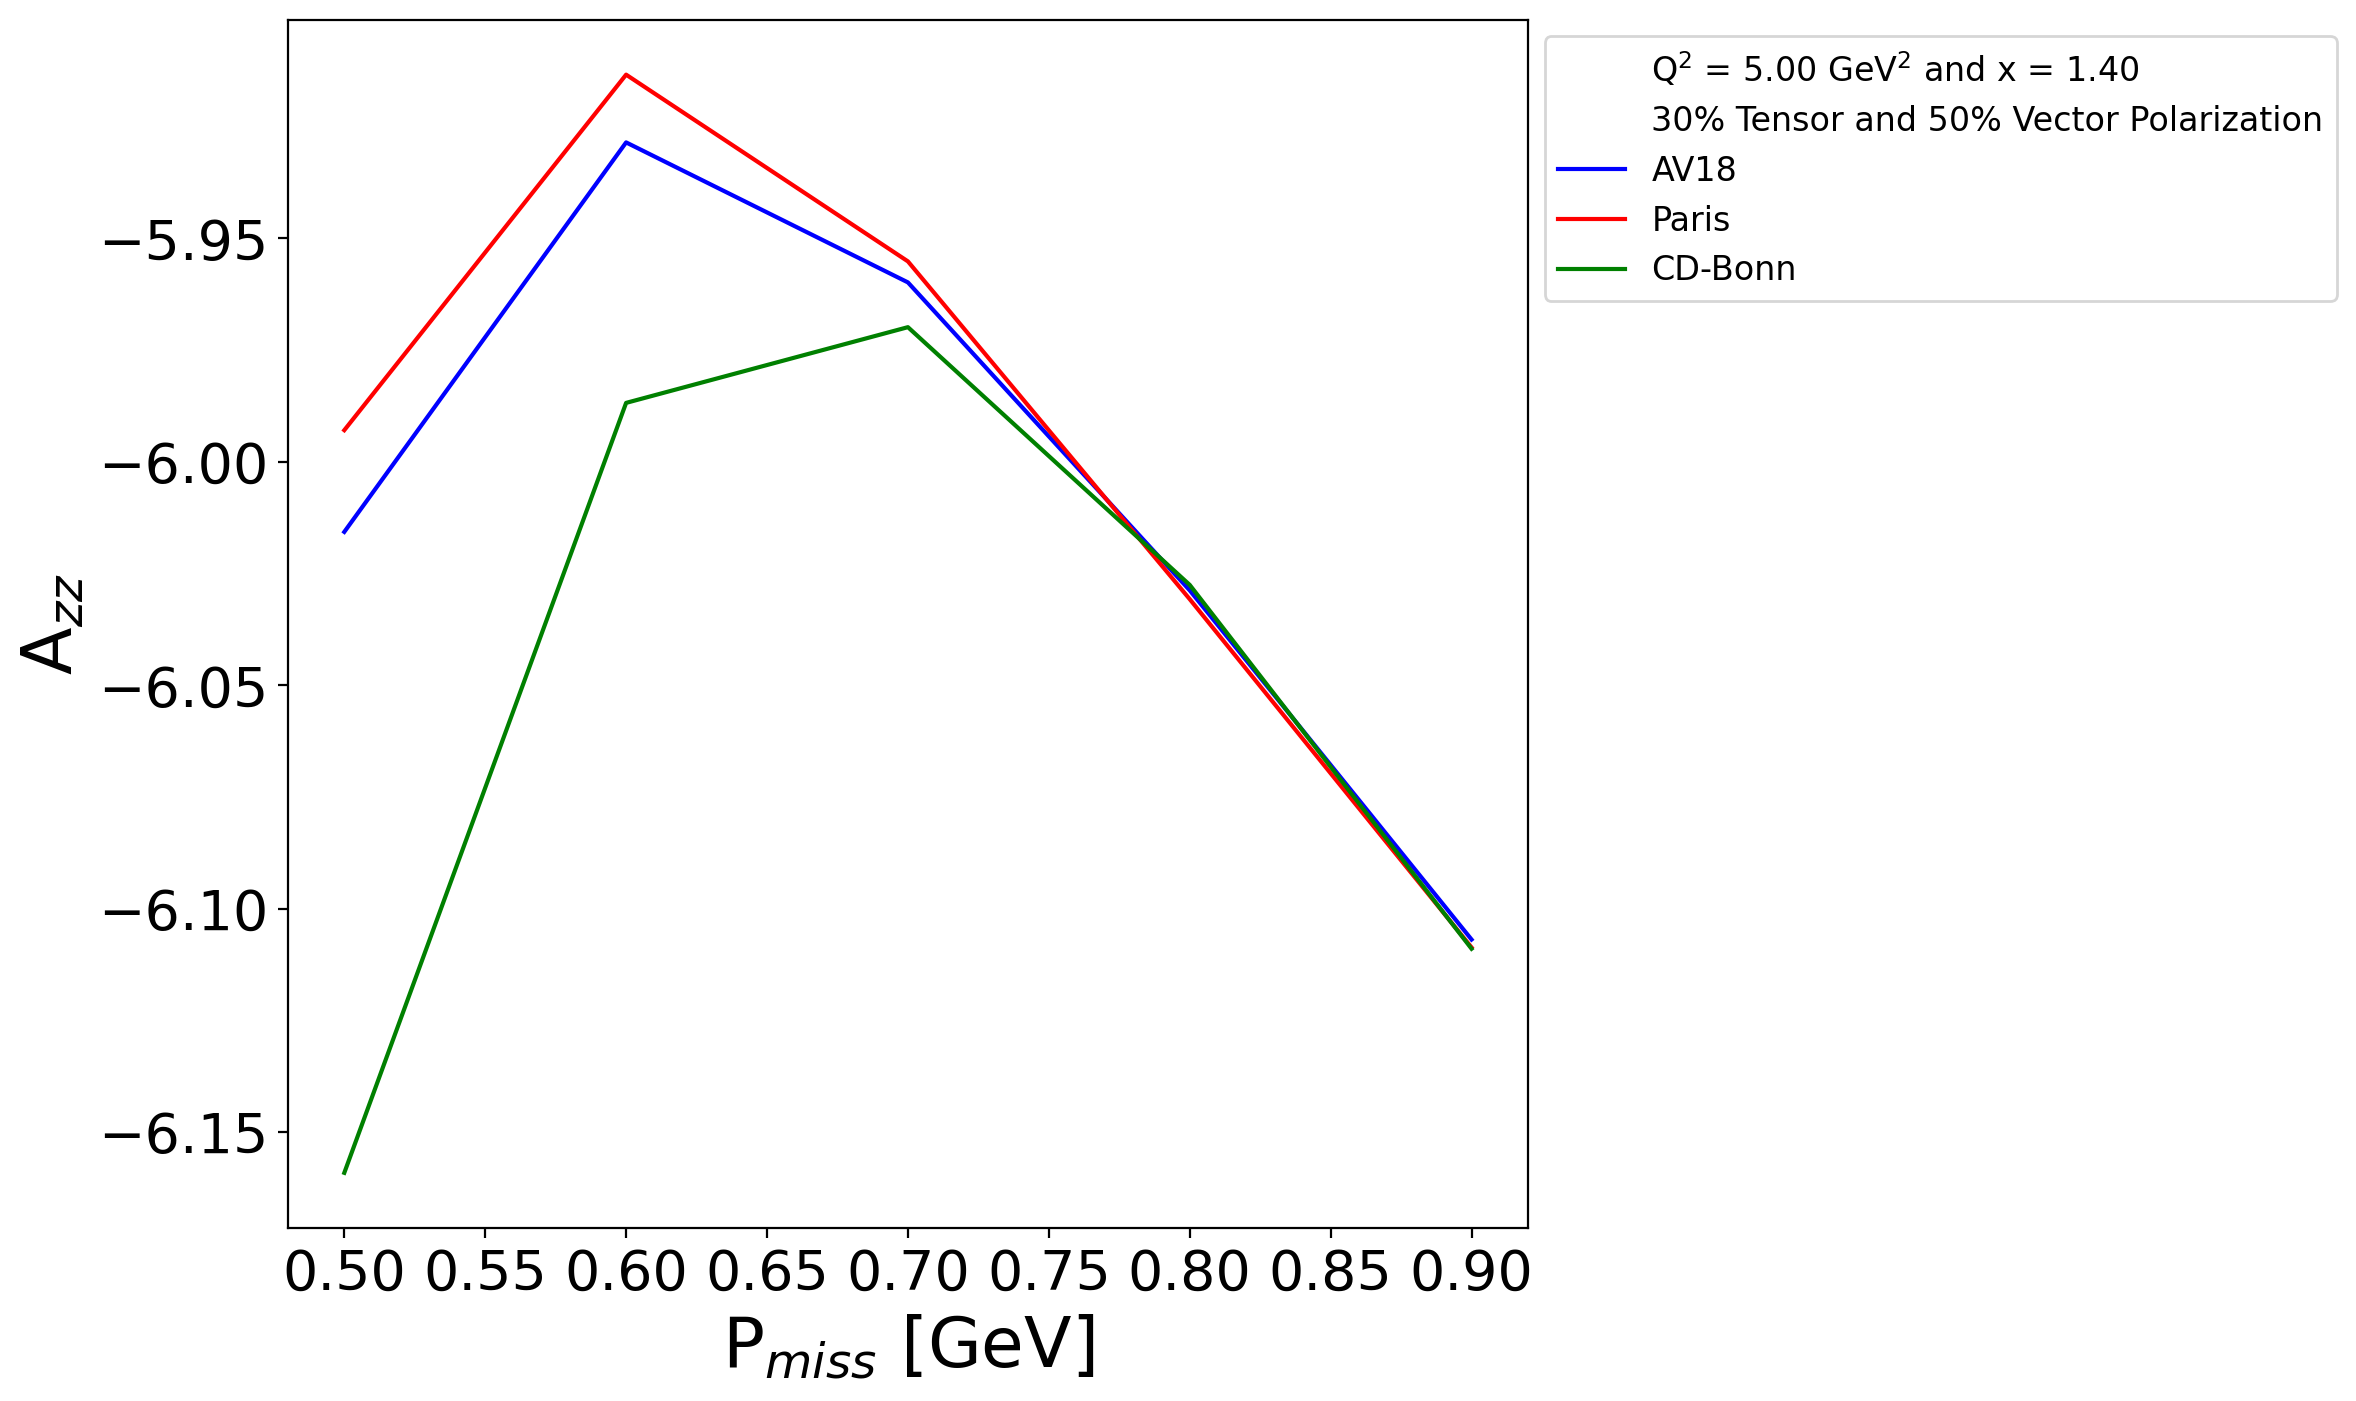 Q² = 5.00 GeV² and x = 1.40
30% Tensor and 50% Vector Polarization
AV18
Paris
CD-Bonn
−5.95
−6.00
−6.05
−6.10
−6.15
A_zz
0.50 0.55 0.60 0.65 0.70 0.75 0.80 0.85 0.90
P_miss [GeV]